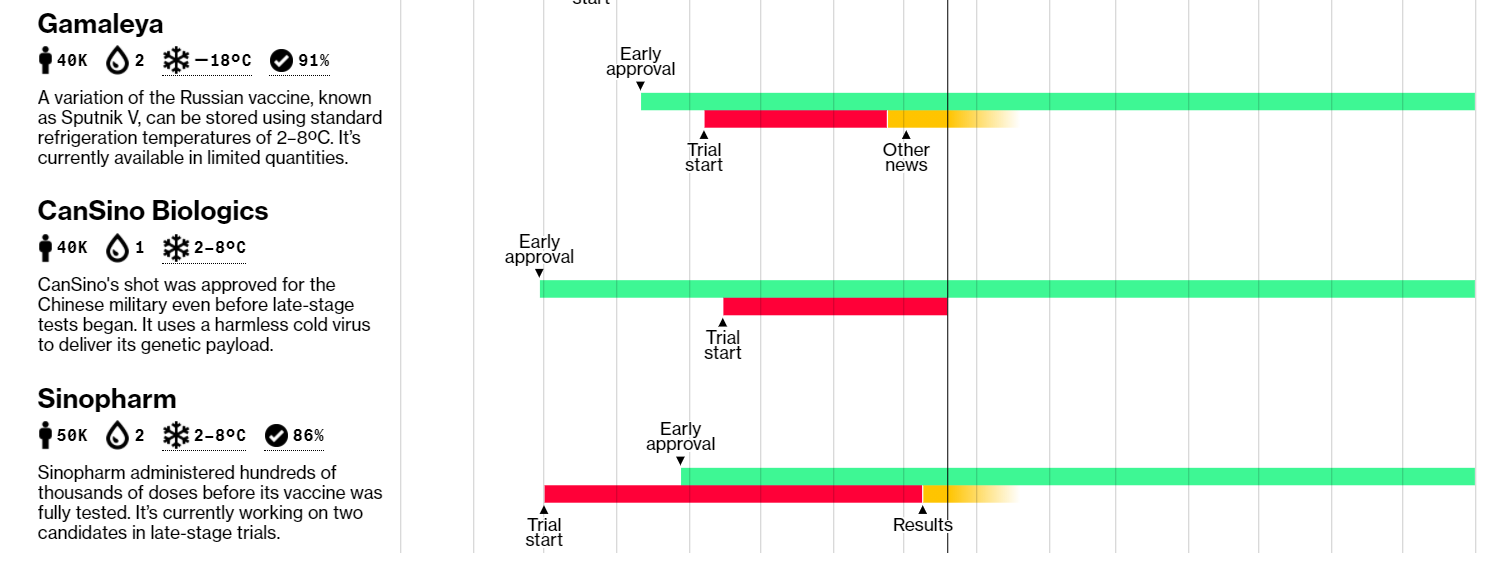 start
Gamaleya
40K 2 —18ºC 91%
A variation of the Russian vaccine, known
as Sputnik V, can be stored using standard
refrigeration temperatures of 2–8ºC. It’s
currently available in limited quantities.
Early
approval
Trial
start
Other
news
CanSino Biologics
40K 1 2–8ºC
CanSino's shot was approved for the
Chinese military even before late-stage
tests began. It uses a harmless cold virus
to deliver its genetic payload.
Early
approval
Trial
start
Sinopharm
50K 2 2–8ºC 86%
Sinopharm administered hundreds of
thousands of doses before its vaccine was
fully tested. It’s currently working on two
candidates in late-stage trials.
Early
approval
Trial
start
Results